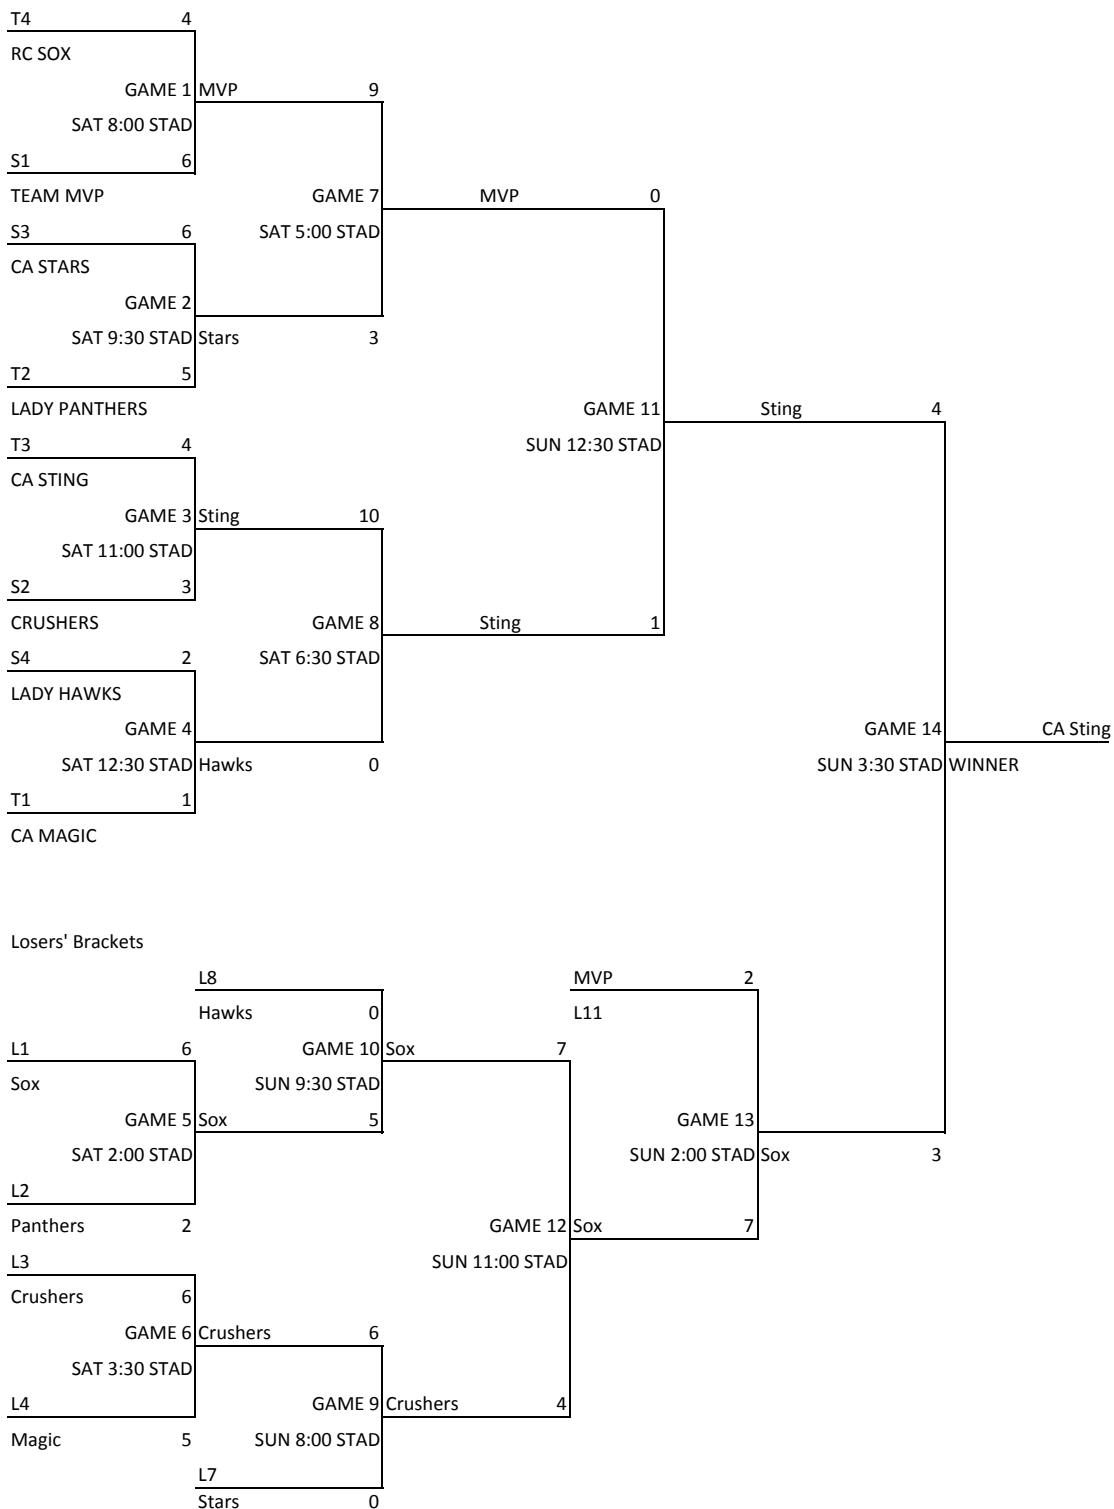 T4 4
RC SOX
GAME 1 MVP 9
SAT 8:00 STAD
S1 6
TEAM MVP GAME 7 MVP 0
S3 6 SAT 5:00 STAD
CA STARS
GAME 2
SAT 9:30 STAD Stars 3
T2 5
LADY PANTHERS GAME 11 Sting 4
T3 4 SUN 12:30 STAD
CA STING
GAME 3 Sting 10
SAT 11:00 STAD
S2 3
CRUSHERS GAME 8 Sting 1
S4 2 SAT 6:30 STAD
LADY HAWKS
GAME 4 GAME 14 CA Sting
SAT 12:30 STAD Hawks 0 SUN 3:30 STAD WINNER
T1 1
CA MAGIC
Losers' Brackets
L8 MVP 2
Hawks 0 L11
L1 6 GAME 10 Sox 7
Sox SUN 9:30 STAD
GAME 5 Sox 5 GAME 13
SAT 2:00 STAD SUN 2:00 STAD Sox 3
L2
Panthers 2 GAME 12 Sox 7
L3 SUN 11:00 STAD
Crushers 6
GAME 6 Crushers 6
SAT 3:30 STAD
L4 GAME 9 Crushers 4
Magic 5 SUN 8:00 STAD
L7
Stars 0